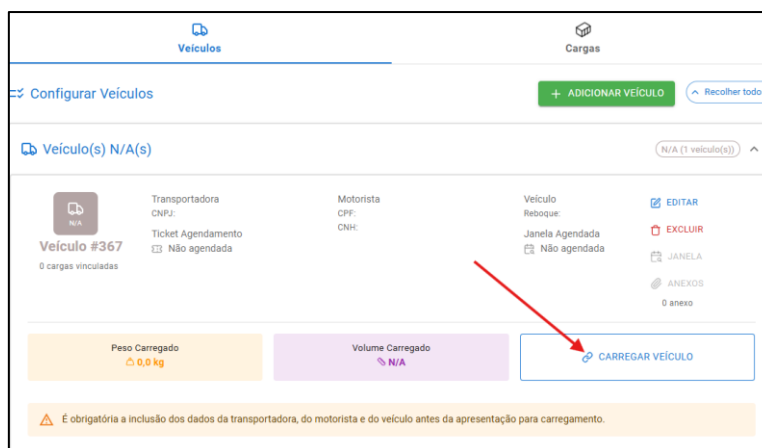 Veículos
Cargas
Configurar Veículos
+ ADICIONAR VEÍCULO
Recolher todo
Veículo(s) N/A(s)
N/A (1 veículo(s))
N/A
Veículo #367
0 cargas vinculadas
Transportadora
CNPJ:
Ticket Agendamento
Não agendada
Motorista
CPF:
CNH:
Veículo
Reboque:
Janela Agendada
Não agendada
EDITAR
EXCLUIR
JANELA
ANEXOS
0 anexo
Peso Carregado
0,0 kg
Volume Carregado
N/A
CARREGAR VEÍCULO
É obrigatória a inclusão dos dados da transportadora, do motorista e do veículo antes da apresentação para carregamento.